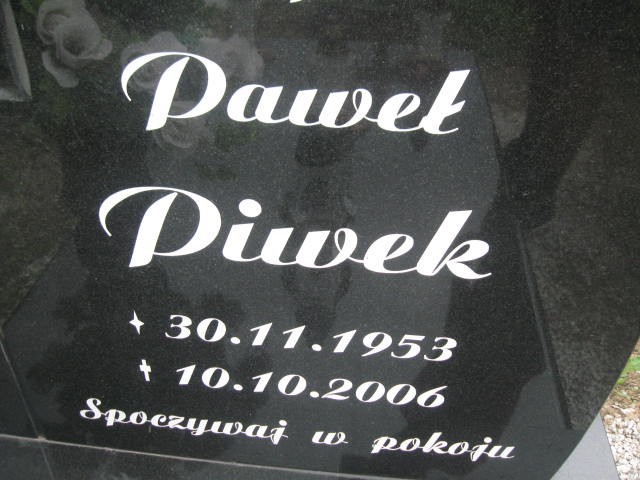 Paweł
Piwek
✦ 30.11.1953
✝ 10.10.2006
Spoczywaj w pokoju